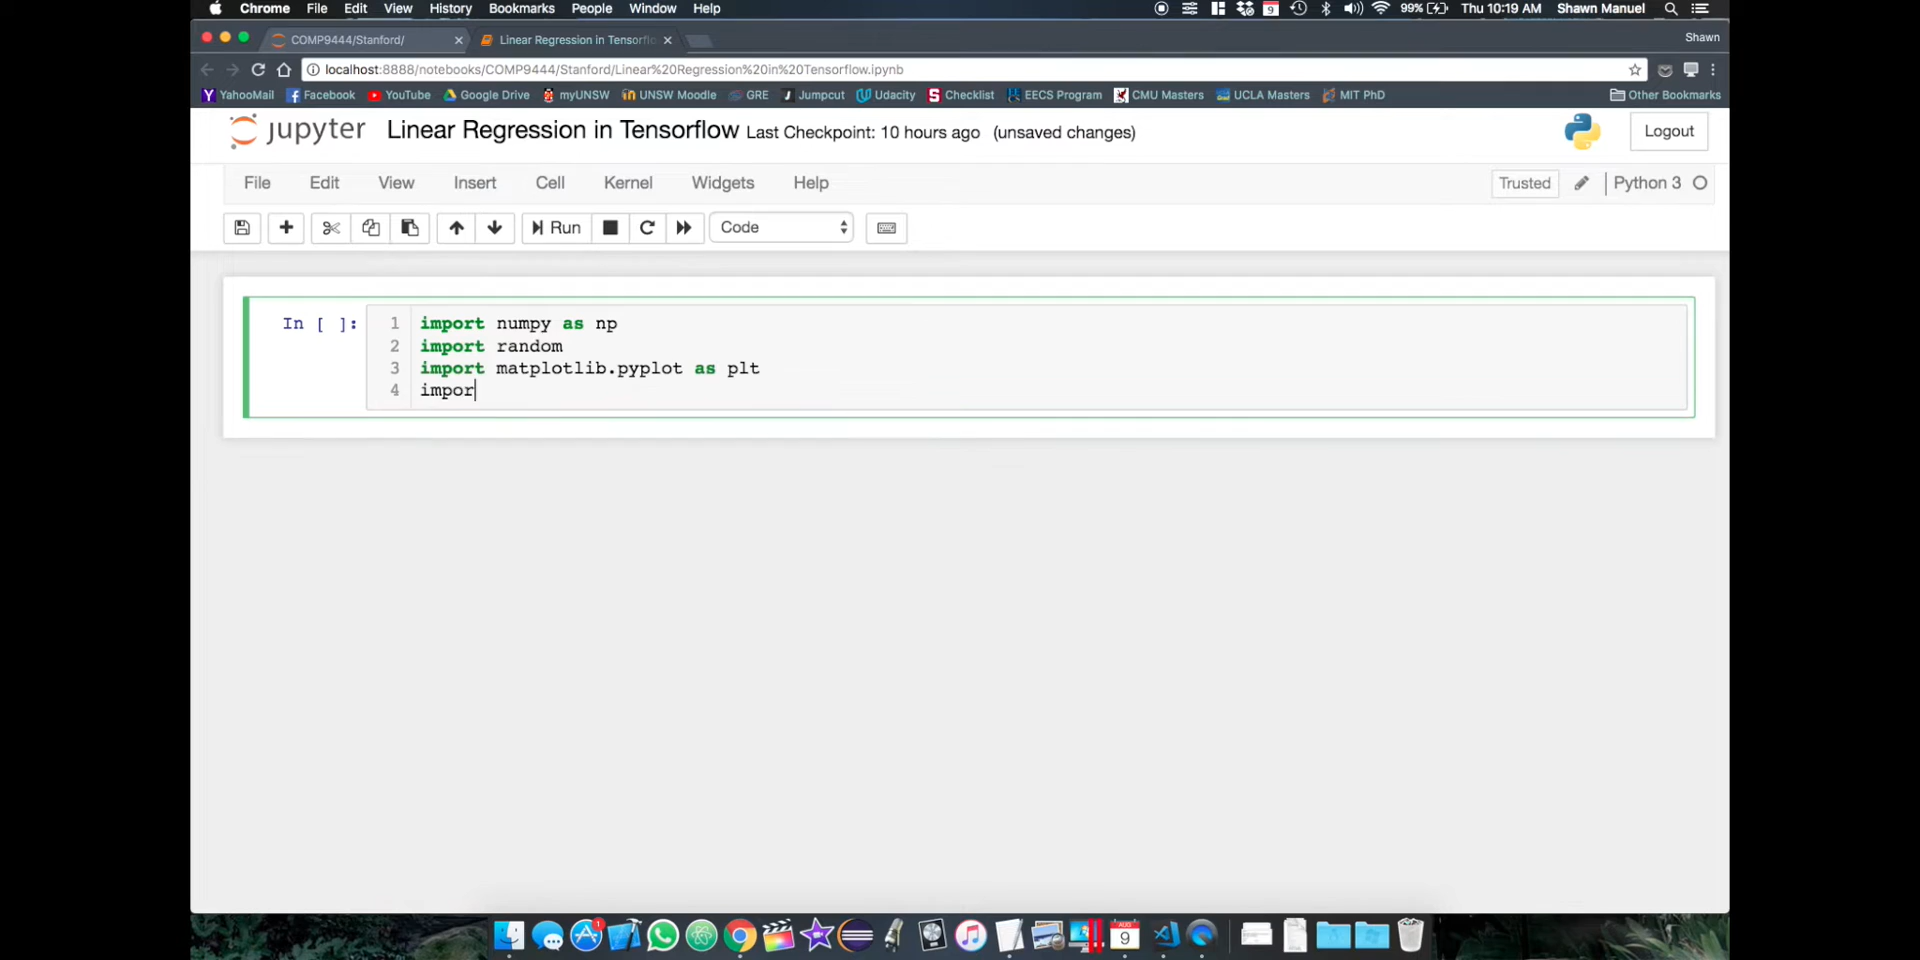 Chrome File Edit View History Bookmarks People Window Help 9 99% Thu 10:19 AM Shawn Manuel
COMP9444/Stanford/ Linear Regression in Tensorflo Shawn
localhost:8888/notebooks/COMP9444/Stanford/Linear%20Regression%20in%20Tensorflow.ipynb
YahooMail Facebook YouTube Google Drive myUNSW UNSW Moodle GRE Jumpcut Udacity Checklist EECS Program CMU Masters UCLA Masters MIT PhD Other Bookmarks
jupyter Linear Regression in Tensorflow Last Checkpoint: 10 hours ago (unsaved changes) Logout
File Edit View Insert Cell Kernel Widgets Help Trusted Python 3
Run Code
In [ ]: 1 import numpy as np
2 import random
3 import matplotlib.pyplot as plt
4 impor
1 AUG 9